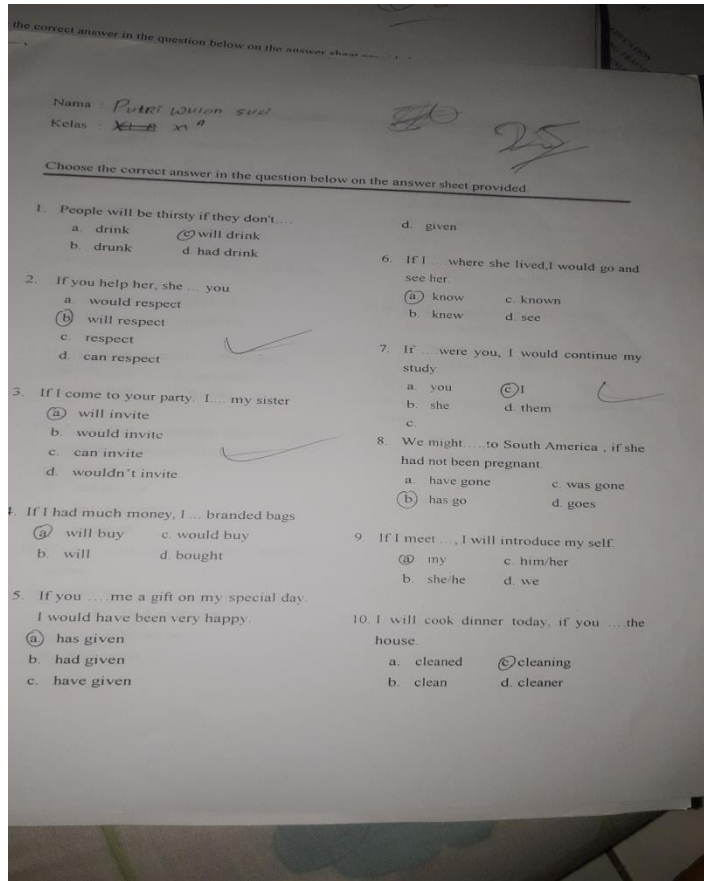 the correct answer in the question below on the answer sheet
Nama : Putri wulan suci
Kelas : XI A
25
Choose the correct answer in the question below on the answer sheet provided.
1. People will be thirsty if they don't....
a. drink c. will drink
b. drunk d. had drink
2. If you help her, she ... you
a. would respect
b. will respect
c. respect
d. can respect
3. If I come to your party. I.... my sister
a. will invite
b. would invite
c. can invite
d. wouldn't invite
4. If I had much money, I ... branded bags
a. will buy c. would buy
b. will d. bought
5. If you ....me a gift on my special day.
I would have been very happy.
a. has given
b. had given
c. have given
d. given
6. If I ....where she lived,I would go and
see her.
a. know c. known
b. knew d. see
7. If ....were you, I would continue my
study
a. you c. I
b. she d. them
c.
8. We might.....to South America , if she
had not been pregnant.
a. have gone c. was gone
b. has go d. goes
9. If I meet ..., I will introduce my self.
a. my c. him/her
b. she/he d. we
10. I will cook dinner today, if you ....the
house.
a. cleaned c. cleaning
b. clean d. cleaner